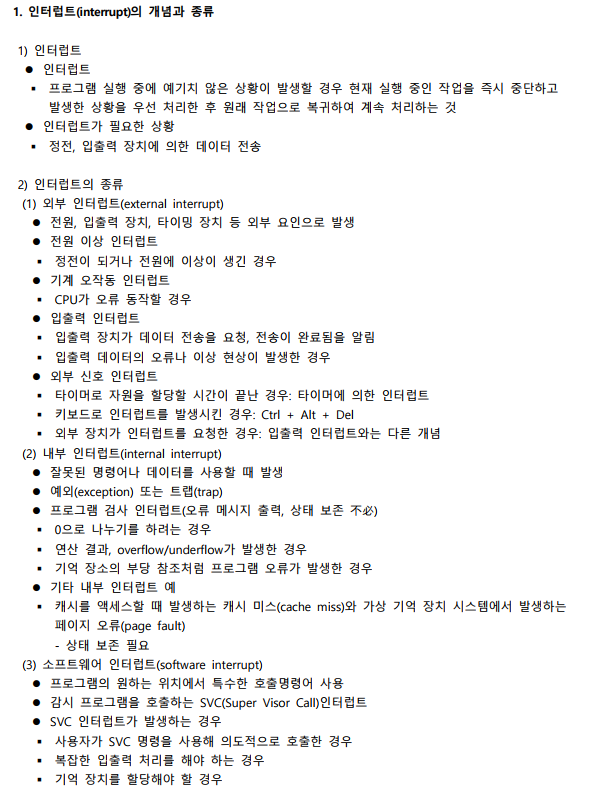 1. 인터럽트(interrupt)의 개념과 종류
1) 인터럽트
● 인터럽트
▪ 프로그램 실행 중에 예기치 않은 상황이 발생할 경우 현재 실행 중인 작업을 즉시 중단하고
발생한 상황을 우선 처리한 후 원래 작업으로 복귀하여 계속 처리하는 것
● 인터럽트가 필요한 상황
▪ 정전, 입출력 장치에 의한 데이터 전송
2) 인터럽트의 종류
(1) 외부 인터럽트(external interrupt)
● 전원, 입출력 장치, 타이밍 장치 등 외부 요인으로 발생
● 전원 이상 인터럽트
▪ 정전이 되거나 전원에 이상이 생긴 경우
● 기계 오작동 인터럽트
▪ CPU가 오류 동작할 경우
● 입출력 인터럽트
▪ 입출력 장치가 데이터 전송을 요청, 전송이 완료됨을 알림
▪ 입출력 데이터의 오류나 이상 현상이 발생한 경우
● 외부 신호 인터럽트
▪ 타이머로 자원을 할당할 시간이 끝난 경우: 타이머에 의한 인터럽트
▪ 키보드로 인터럽트를 발생시킨 경우: Ctrl + Alt + Del
▪ 외부 장치가 인터럽트를 요청한 경우: 입출력 인터럽트와는 다른 개념
(2) 내부 인터럽트(internal interrupt)
● 잘못된 명령어나 데이터를 사용할 때 발생
● 예외(exception) 또는 트랩(trap)
● 프로그램 검사 인터럽트(오류 메시지 출력, 상태 보존 不必)
▪ 0으로 나누기를 하려는 경우
▪ 연산 결과, overflow/underflow가 발생한 경우
▪ 기억 장소의 부당 참조처럼 프로그램 오류가 발생한 경우
● 기타 내부 인터럽트 예
▪ 캐시를 액세스할 때 발생하는 캐시 미스(cache miss)와 가상 기억 장치 시스템에서 발생하는
페이지 오류(page fault)
- 상태 보존 필요
(3) 소프트웨어 인터럽트(software interrupt)
● 프로그램의 원하는 위치에서 특수한 호출명령어 사용
● 감시 프로그램을 호출하는 SVC(Super Visor Call)인터럽트
● SVC 인터럽트가 발생하는 경우
▪ 사용자가 SVC 명령을 사용해 의도적으로 호출한 경우
▪ 복잡한 입출력 처리를 해야 하는 경우
▪ 기억 장치를 할당해야 할 경우